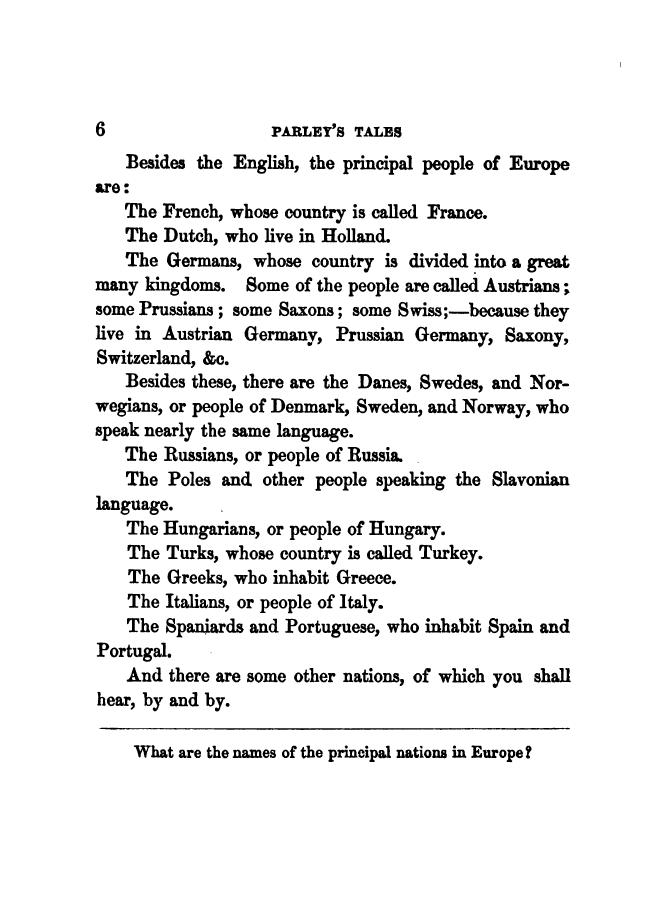 6 PARLEY'S TALES
Besides the English, the principal people of Europe
are:
The French, whose country is called France.
The Dutch, who live in Holland.
The Germans, whose country is divided into a great
many kingdoms. Some of the people are called Austrians;
some Prussians; some Saxons; some Swiss;—because they
live in Austrian Germany, Prussian Germany, Saxony,
Switzerland, &c.
Besides these, there are the Danes, Swedes, and Nor-
wegians, or people of Denmark, Sweden, and Norway, who
speak nearly the same language.
The Russians, or people of Russia.
The Poles and other people speaking the Slavonian
language.
The Hungarians, or people of Hungary.
The Turks, whose country is called Turkey.
The Greeks, who inhabit Greece.
The Italians, or people of Italy.
The Spaniards and Portuguese, who inhabit Spain and
Portugal.
And there are some other nations, of which you shall
hear, by and by.
What are the names of the principal nations in Europe?